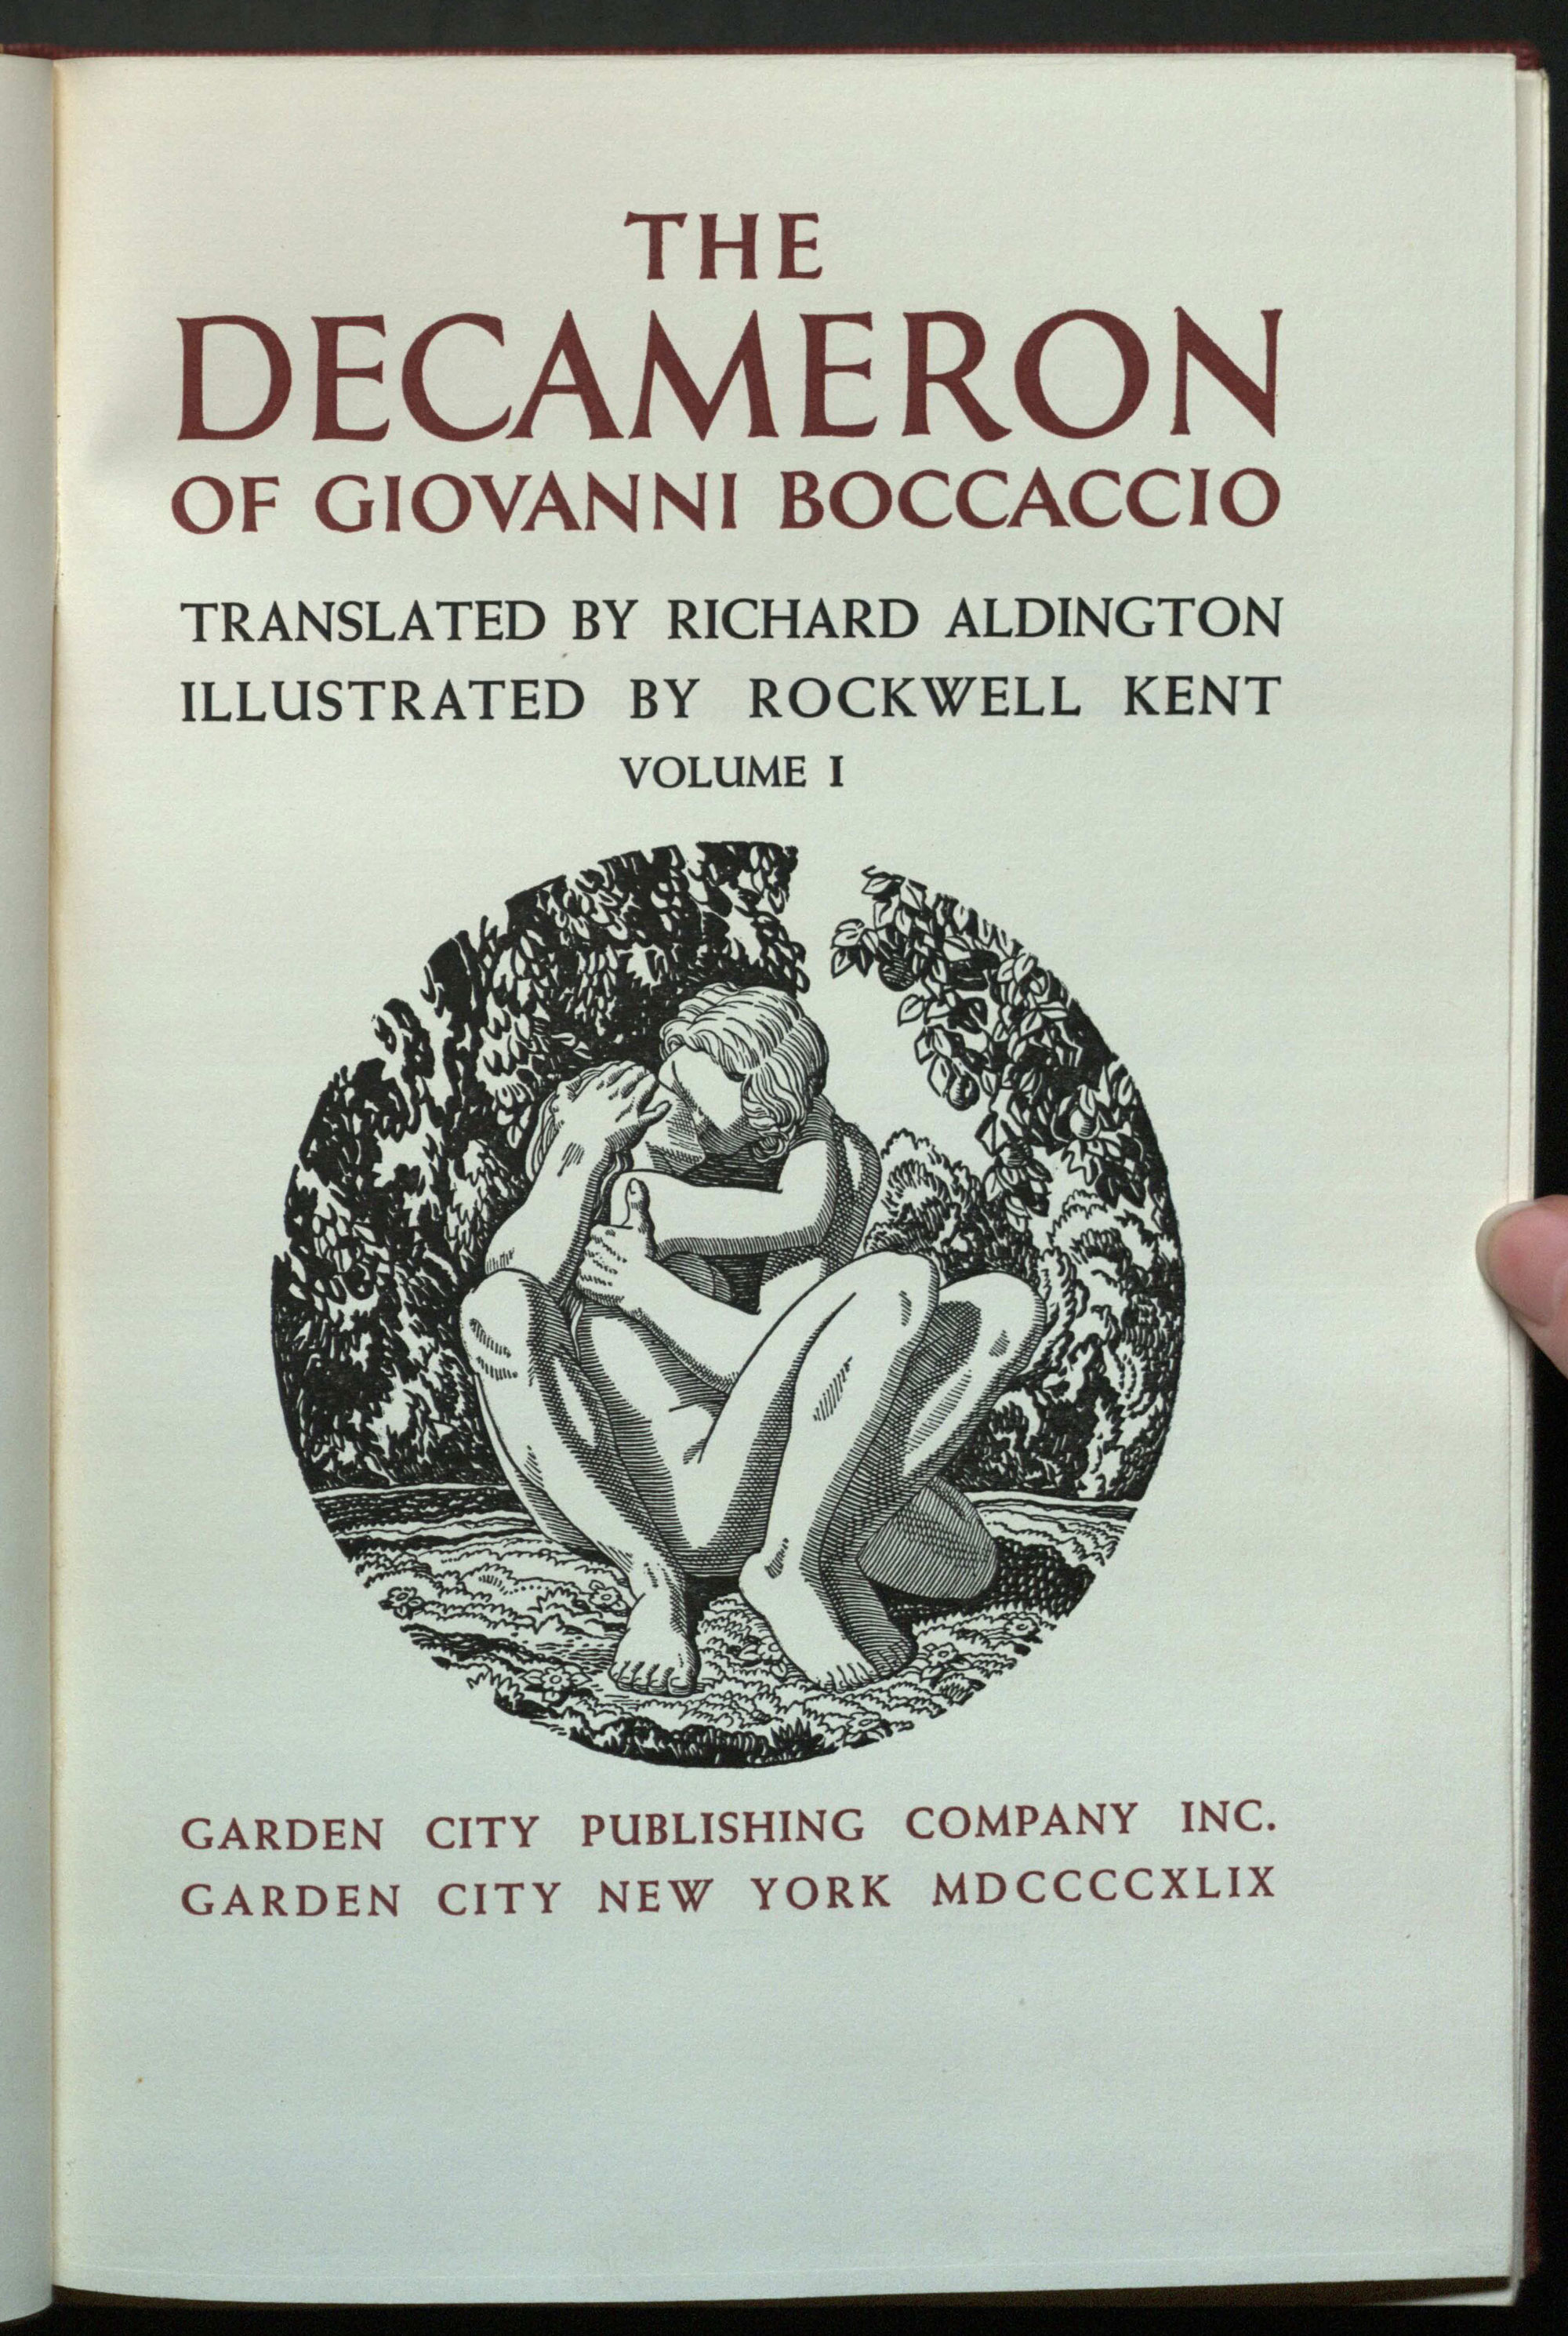 THE
DECAMERON
OF GIOVANNI BOCCACCIO
TRANSLATED BY RICHARD ALDINGTON
ILLUSTRATED BY ROCKWELL KENT
VOLUME I
GARDEN CITY PUBLISHING COMPANY INC.
GARDEN CITY NEW YORK MDCCCCXLIX